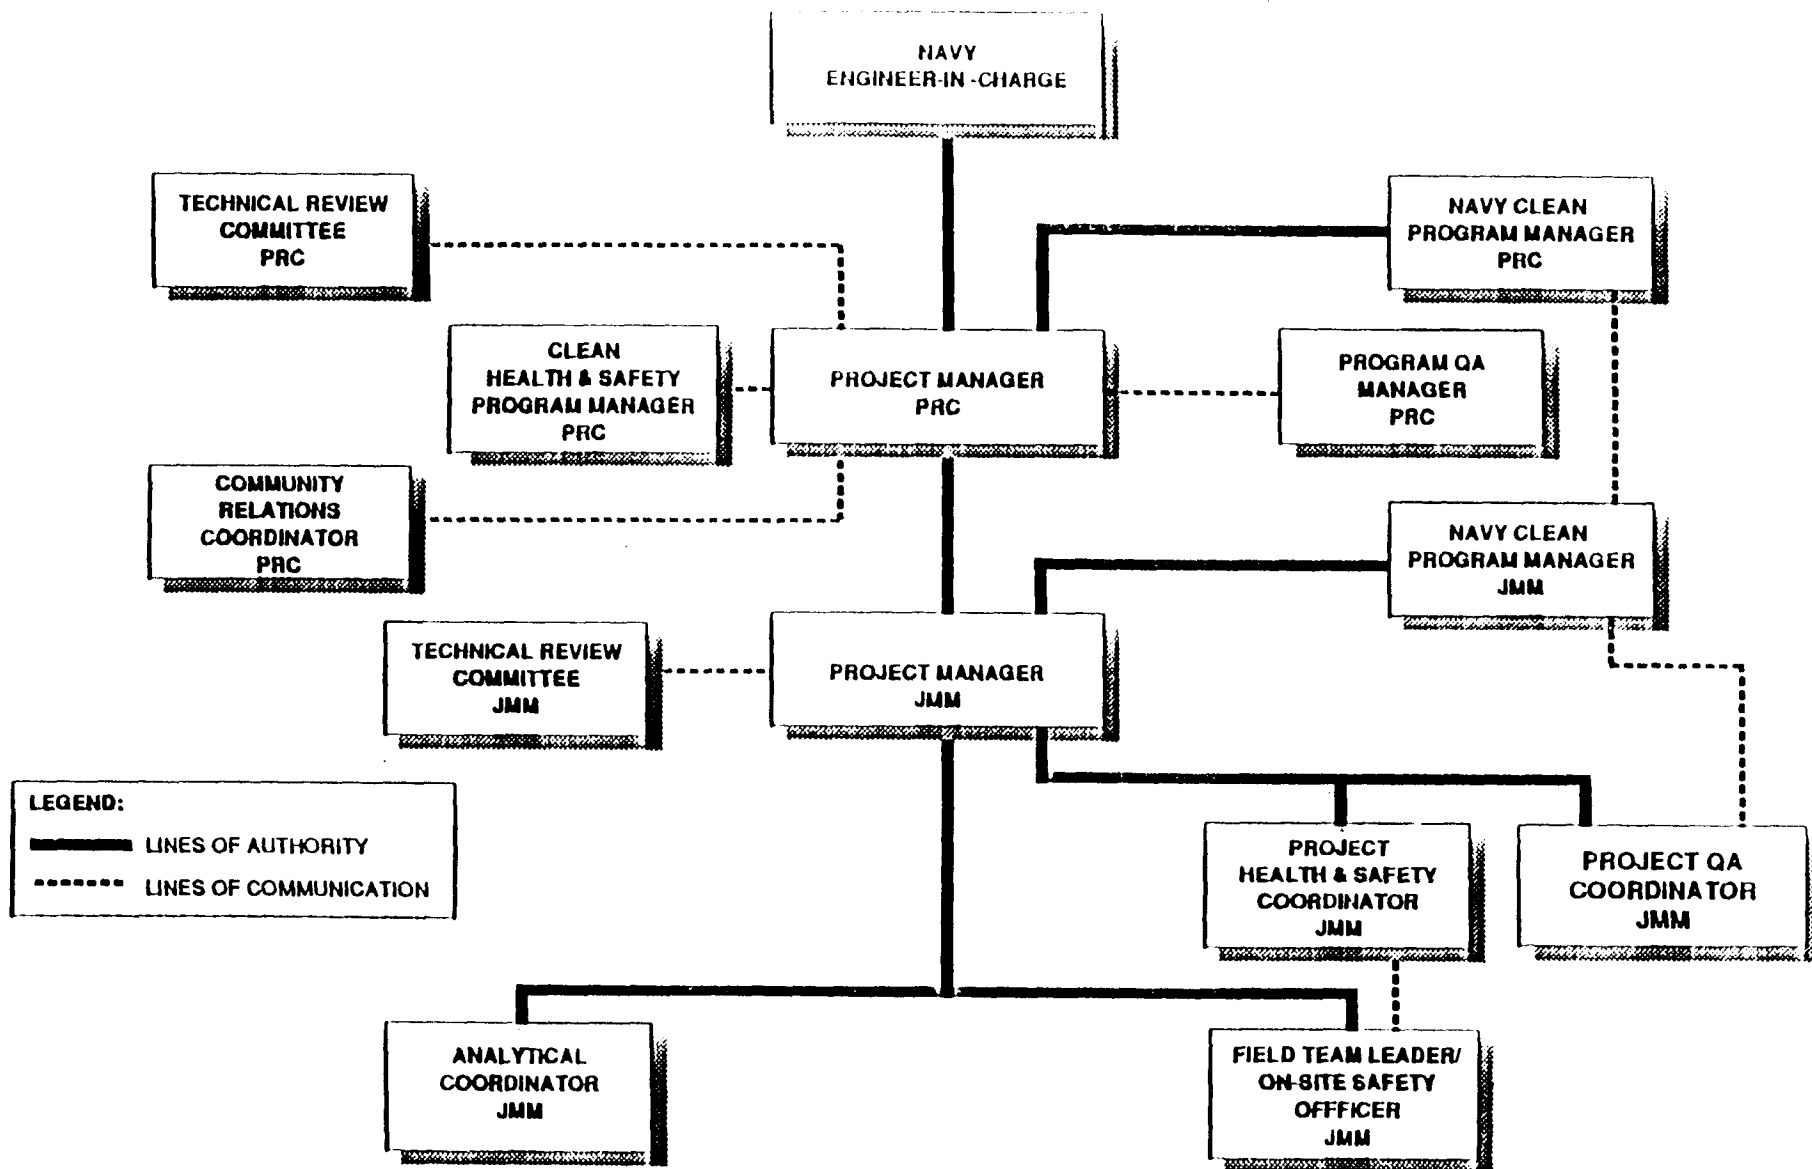 NAVY
ENGINEER-IN-CHARGE
TECHNICAL REVIEW
COMMITTEE
PRC
NAVY CLEAN
PROGRAM MANAGER
PRC
CLEAN
HEALTH & SAFETY
PROGRAM MANAGER
PRC
PROJECT MANAGER
PRC
PROGRAM QA
MANAGER
PRC
COMMUNITY
RELATIONS
COORDINATOR
PRC
NAVY CLEAN
PROGRAM MANAGER
JMM
TECHNICAL REVIEW
COMMITTEE
JMM
PROJECT MANAGER
JMM
LEGEND:
LINES OF AUTHORITY
LINES OF COMMUNICATION
PROJECT
HEALTH & SAFETY
COORDINATOR
JMM
PROJECT QA
COORDINATOR
JMM
ANALYTICAL
COORDINATOR
JMM
FIELD TEAM LEADER/
ON-SITE SAFETY
OFFFICER
JMM